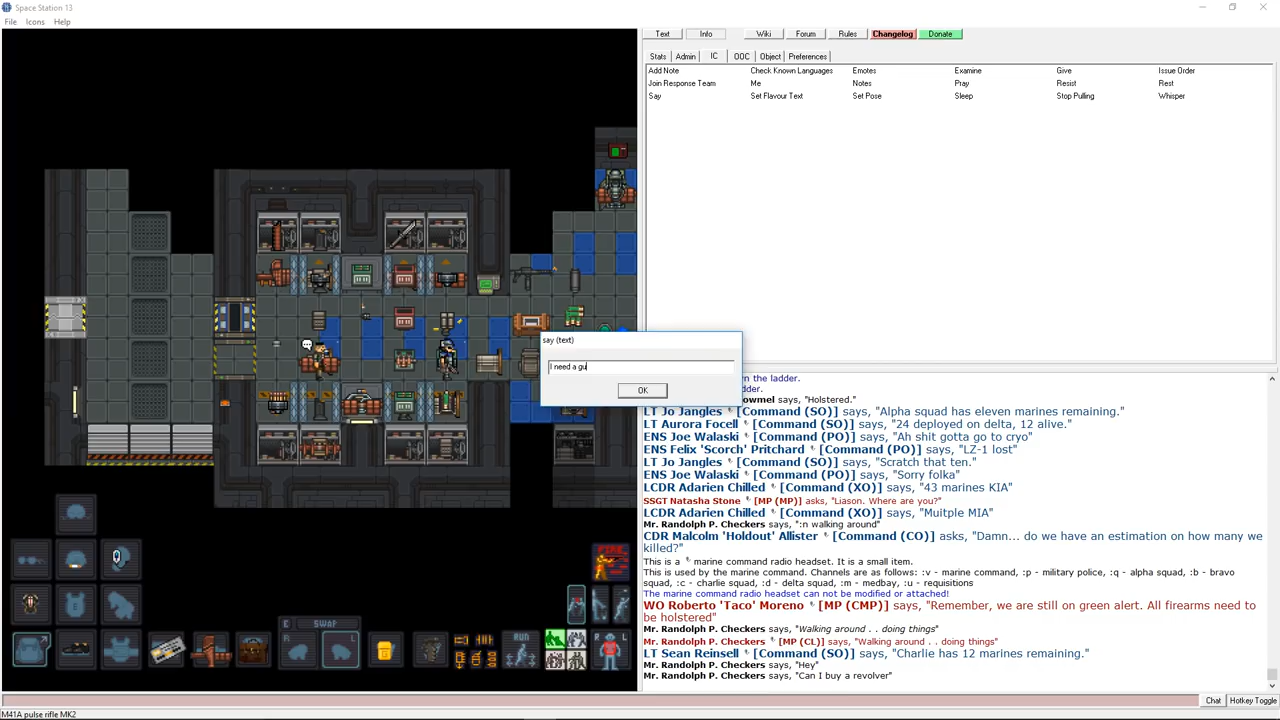 Space Station 13
File Icons Help
Text Info Wiki Forum Rules Changelog Donate
Stats Admin IC OOC Object Preferences
Add Note Check Known Languages Emotes Examine Give Issue Order
Join Response Team Me Notes Pray Resist Rest
Say Set Flavour Text Set Pose Sleep Stop Pulling Whisper
say (text)
I need a gu
OK
n the ladder.
dder.
owmel says, "Holstered."
LT Jo Jangles [Command (SO)] says, "Alpha squad has eleven marines remaining."
LT Aurora Focell [Command (SO)] says, "24 deployed on delta, 12 alive."
ENS Joe Walaski [Command (PO)] says, "Ah shit gotta go to cryo"
ENS Felix 'Scorch' Pritchard [Command (PO)] says, "LZ-1 lost"
LT Jo Jangles [Command (SO)] says, "Scratch that ten."
ENS Joe Walaski [Command (PO)] says, "Sorry folka"
LCDR Adarien Chilled [Command (XO)] says, "43 marines KIA"
SSGT Natasha Stone [MP (MP)] asks, "Liason. Where are you?"
LCDR Adarien Chilled [Command (XO)] says, "Muitple MIA"
Mr. Randolph P. Checkers says, ":n walking around"
CDR Malcolm 'Holdout' Allister [Command (CO)] asks, "Damn... do we have an estimation on how many we
killed?"
This is a marine command radio headset. It is a small item.
This is used by the marine command. Channels are as follows: :v - marine command, :p - military police, :q - alpha squad, :b - bravo
squad, :c - charlie squad, :d - delta squad, :m - medbay, :u - requisitions
The marine command radio headset can not be modified or attached!
WO Roberto 'Taco' Moreno [MP (CMP)] says, "Remember, we are still on green alert. All firearms need to
be holstered"
Mr. Randolph P. Checkers says, "Walking around . . doing things"
Mr. Randolph P. Checkers [MP (CL)] says, "Walking around . . doing things"
LT Sean Reinsell [Command (SO)] says, "Charlie has 12 marines remaining."
Mr. Randolph P. Checkers says, "Hey"
Mr. Randolph P. Checkers says, "Can I buy a revolver"
FIRE
E SWAP
R L
RUN
R L
Chat Hotkey Toggle
M41A pulse rifle MK2